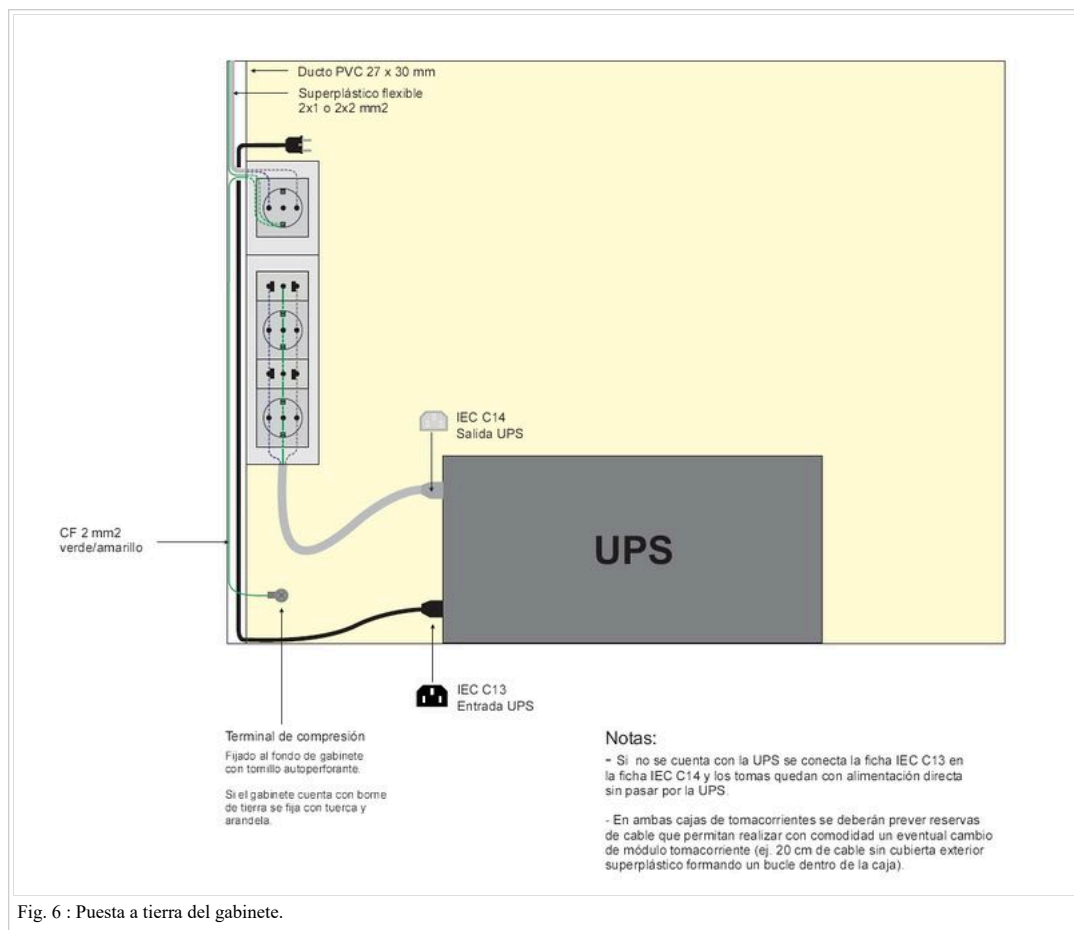 Ducto PVC 27 x 30 mm
Superplástico flexible
2x1 o 2x2 mm2
IEC C14
Salida UPS
UPS
CF 2 mm2
verde/amarillo
IEC C13
Entrada UPS
Terminal de compresión
Fijado al fondo de gabinete
con tornillo autoperforante.
Si el gabinete cuenta con borne
de tierra se fija con tuerca y
arandela.
Notas:
- Si no se cuenta con la UPS se conecta la ficha IEC C13 en
la ficha IEC C14 y los tomas quedan con alimentación directa
sin pasar por la UPS.
- En ambas cajas de tomacorrientes se deberán prever reservas
de cable que permitan realizar con comodidad un eventual cambio
de módulo tomacorriente (ej. 20 cm de cable sin cubierta exterior
superplástico formando un bucle dentro de la caja).
Fig. 6 : Puesta a tierra del gabinete.